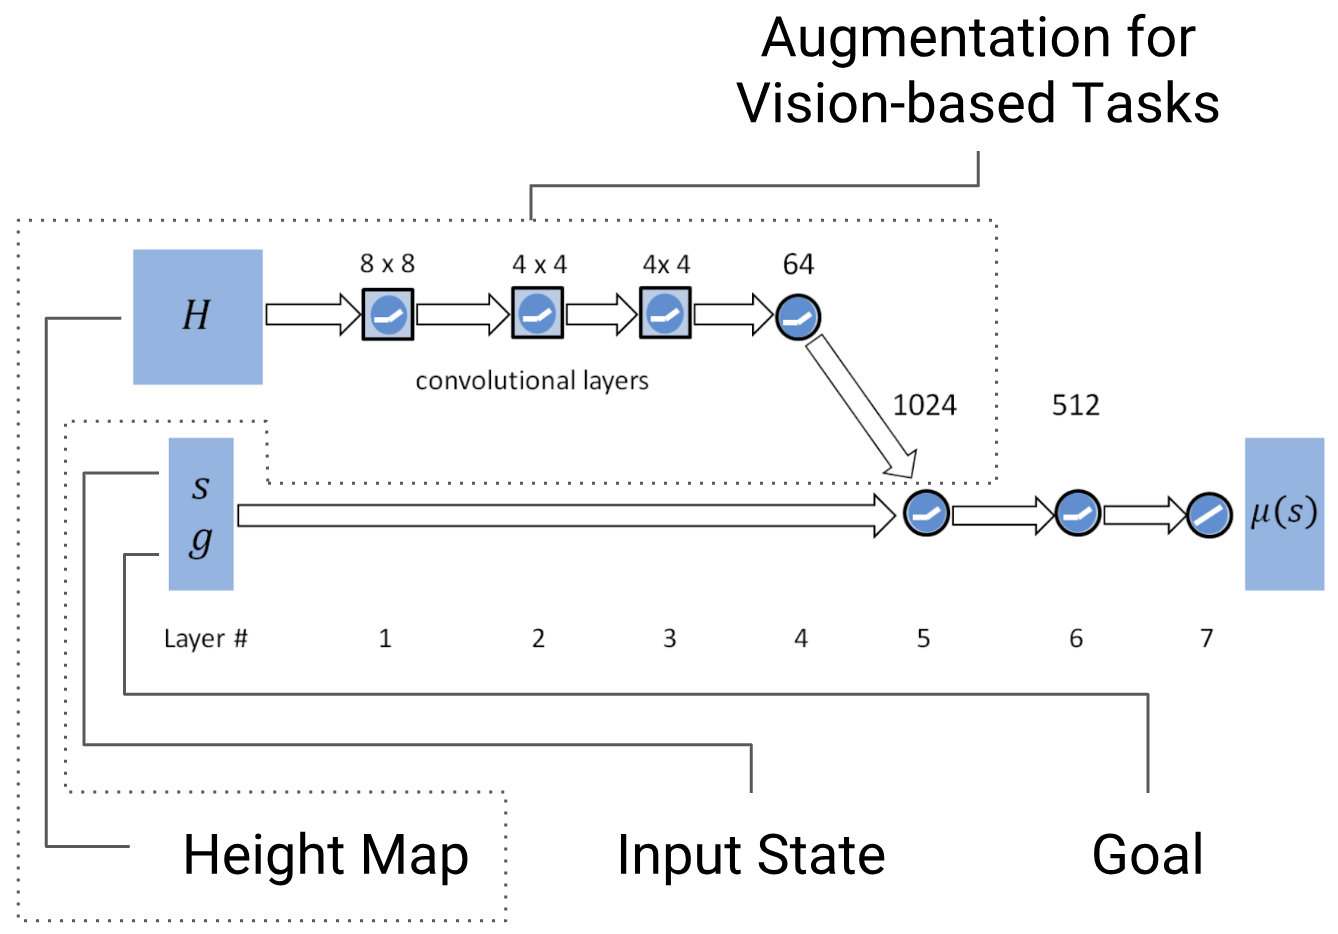 Augmentation for
Vision-based Tasks
8 x 8
4 x 4
4x 4
64
H
convolutional layers
1024
512
s
g
μ(s)
Layer #
1
2
3
4
5
6
7
Height Map
Input State
Goal